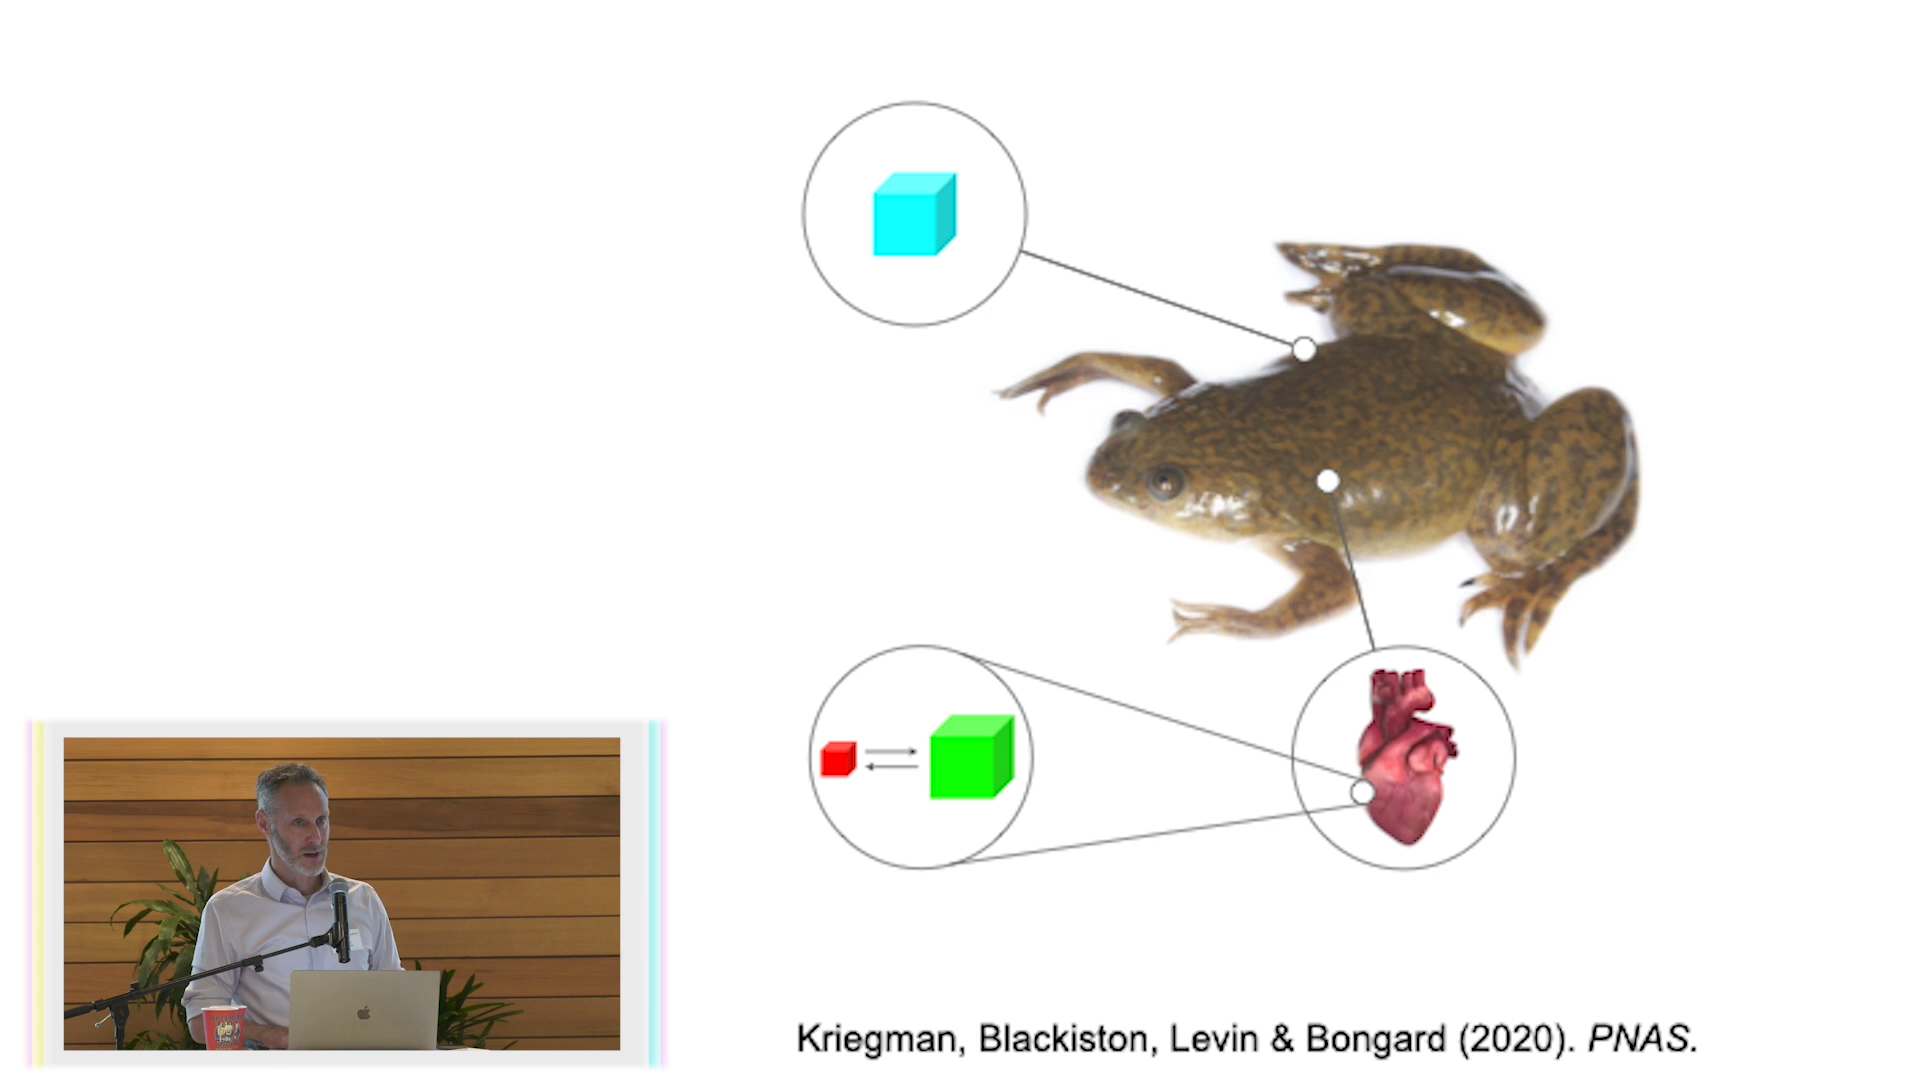 Kriegman, Blackiston, Levin & Bongard (2020). PNAS.